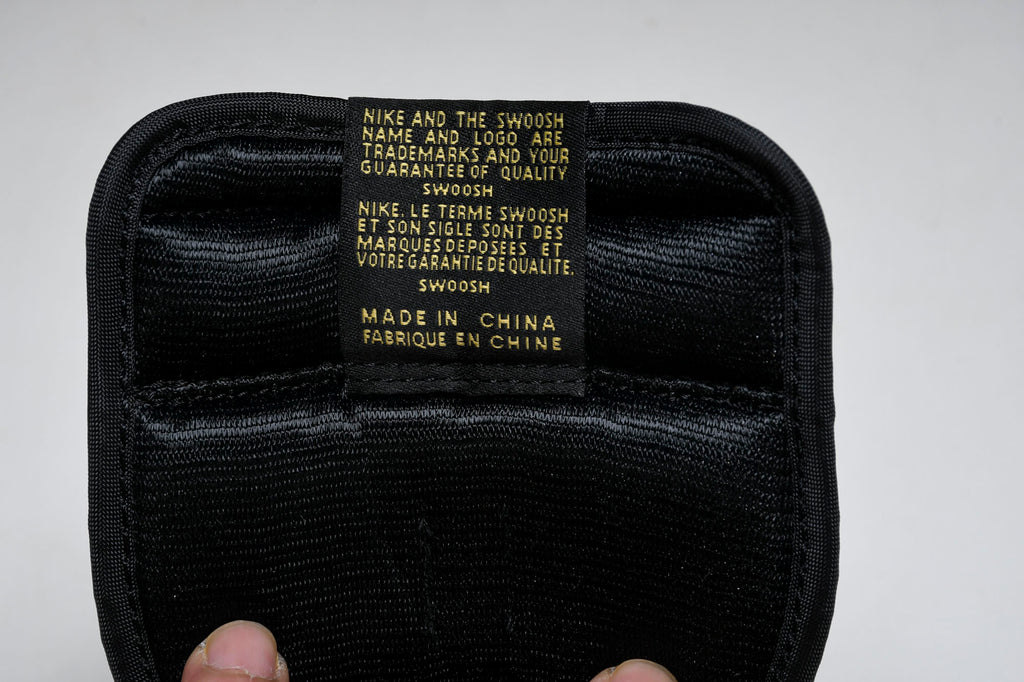 NIKE AND THE SWOOSH
NAME AND LOGO ARE
TRADEMARKS AND YOUR
GUARANTEE OF QUALITY
SWOOSH
NIKE. LE TERME SWOOSH
ET SON SIGLE SONT DES
MARQUES DEPOSEES ET
VOTRE GARANTIE DE QUALITE.
SWOOSH
MADE IN CHINA
FABRIQUE EN CHINE